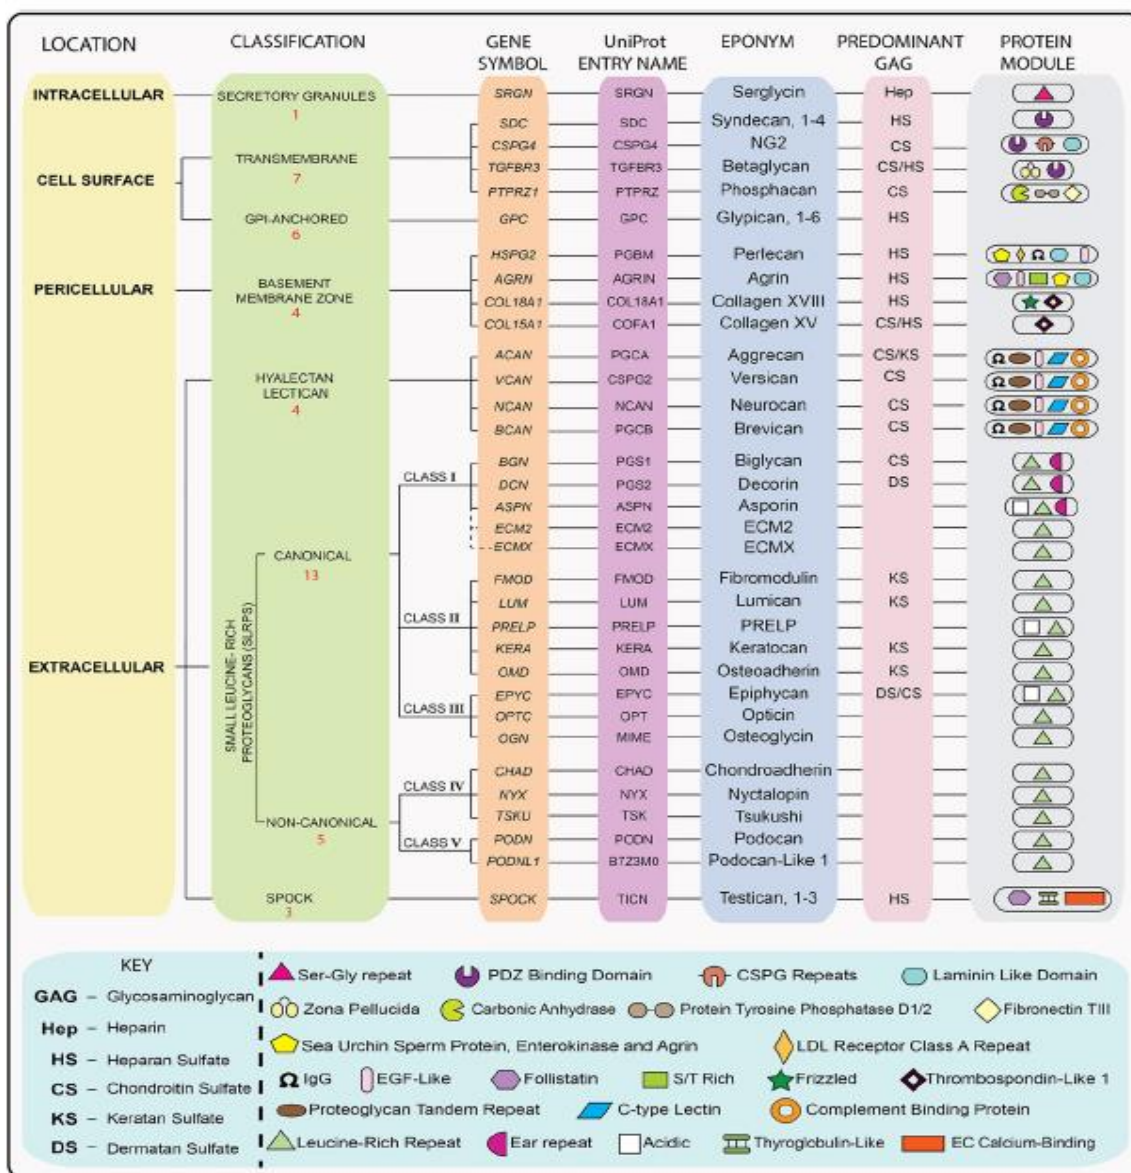 LOCATION CLASSIFICATION GENE SYMBOL UniProt ENTRY NAME EPONYM PREDOMINANT GAG PROTEIN MODULE
INTRACELLULAR SECRETORY GRANULES SRGN SRGN Serglycin Hep
1
SDC SDC Syndecan, 1-4 HS
CSPG4 CSPG4 NG2 CS
TRANSMEMBRANE TGFBR3 TGFBR3 Betaglycan CS/HS
7
CELL SURFACE
PTPRZ1 PTPRZ Phosphacan CS
GPI-ANCHORED GPC GPC Glypican, 1-6 HS
6
HSPG2 PGBM Perlecan HS
AGRN AGRIN Agrin HS
PERICELLULAR BASEMENT MEMBRANE ZONE
4
COL18A1 COL18A1 Collagen XVIII HS
COL15A1 COFA1 Collagen XV CS/HS
ACAN PGCA Aggrecan CS/KS
HYALECTAN LECTICAN VCAN CSPG2 Versican CS
4
NCAN NCAN Neurocan CS
BCAN PGCB Brevican CS
BGN PGS1 Biglycan CS
CLASS I
DCN PGS2 Decorin DS
ASPN ASPN Asporin
ECM2 ECM2 ECM2
ECMX ECMX ECMX
CANONICAL
13
FMOD FMOD Fibromodulin KS
LUM LUM Lumican KS
CLASS II
PRELP PRELP PRELP
KERA KERA Keratocan KS
EXTRACELLULAR
SMALL LEUCINE- RICH
PROTEOGLYCANS (SLRPS)
OMD OMD Osteoadherin KS
EPYC EPYC Epiphycan DS/CS
CLASS III
OPTC OPT Opticin
OGN MIME Osteoglycin
CHAD CHAD Chondroadherin
CLASS IV
NYX NYX Nyctalopin
TSKU TSK Tsukushi
NON-CANONICAL
5
PODN PODN Podocan
CLASS V
PODNL1 B7Z3M0 Podocan-Like 1
SPOCK SPOCK TICN Testican, 1-3 HS
3
KEY
GAG – Glycosaminoglycan
Hep – Heparin
HS – Heparan Sulfate
CS – Chondroitin Sulfate
KS – Keratan Sulfate
DS – Dermatan Sulfate
Ser-Gly repeat PDZ Binding Domain CSPG Repeats Laminin Like Domain
Zona Pellucida Carbonic Anhydrase Protein Tyrosine Phosphatase D1/2 Fibronectin TIII
Sea Urchin Sperm Protein, Enterokinase and Agrin LDL Receptor Class A Repeat
Ω IgG EGF-Like Follistatin S/T Rich Frizzled Thrombospondin-Like 1
Proteoglycan Tandem Repeat C-type Lectin Complement Binding Protein
Leucine-Rich Repeat Ear repeat Acidic Thyroglobulin-Like EC Calcium-Binding